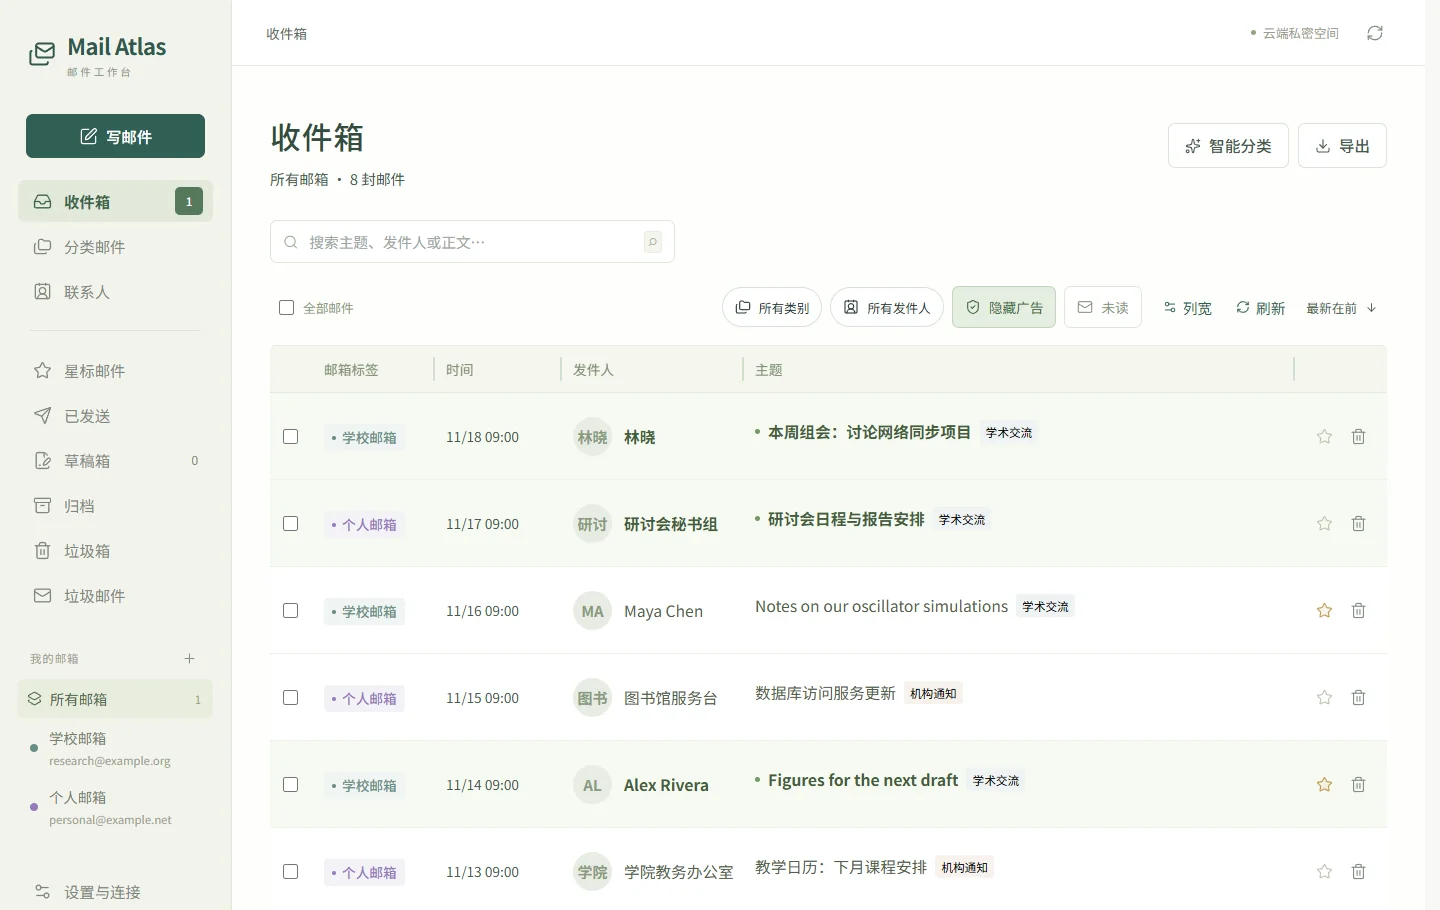 Mail Atlas
邮件工作台
写邮件
收件箱 1
分类邮件
联系人
星标邮件
已发送
草稿箱 0
归档
垃圾箱
垃圾邮件
我的邮箱
所有邮箱 1
学校邮箱
research@example.org
个人邮箱
personal@example.net
设置与连接
收件箱
云端私密空间
收件箱
所有邮箱 · 8 封邮件
智能分类
导出
搜索主题、发件人或正文…
全部邮件
所有类别
所有发件人
隐藏广告
未读
列宽
刷新
最新在前
邮箱标签 时间 发件人 主题
学校邮箱 11/18 09:00 林晓 林晓 本周组会：讨论网络同步项目 学术交流
个人邮箱 11/17 09:00 研讨 研讨会秘书组 研讨会日程与报告安排 学术交流
学校邮箱 11/16 09:00 MA Maya Chen Notes on our oscillator simulations 学术交流
个人邮箱 11/15 09:00 图书 图书馆服务台 数据库访问服务更新 机构通知
学校邮箱 11/14 09:00 AL Alex Rivera Figures for the next draft 学术交流
个人邮箱 11/13 09:00 学院 学院教务办公室 教学日历：下月课程安排 机构通知